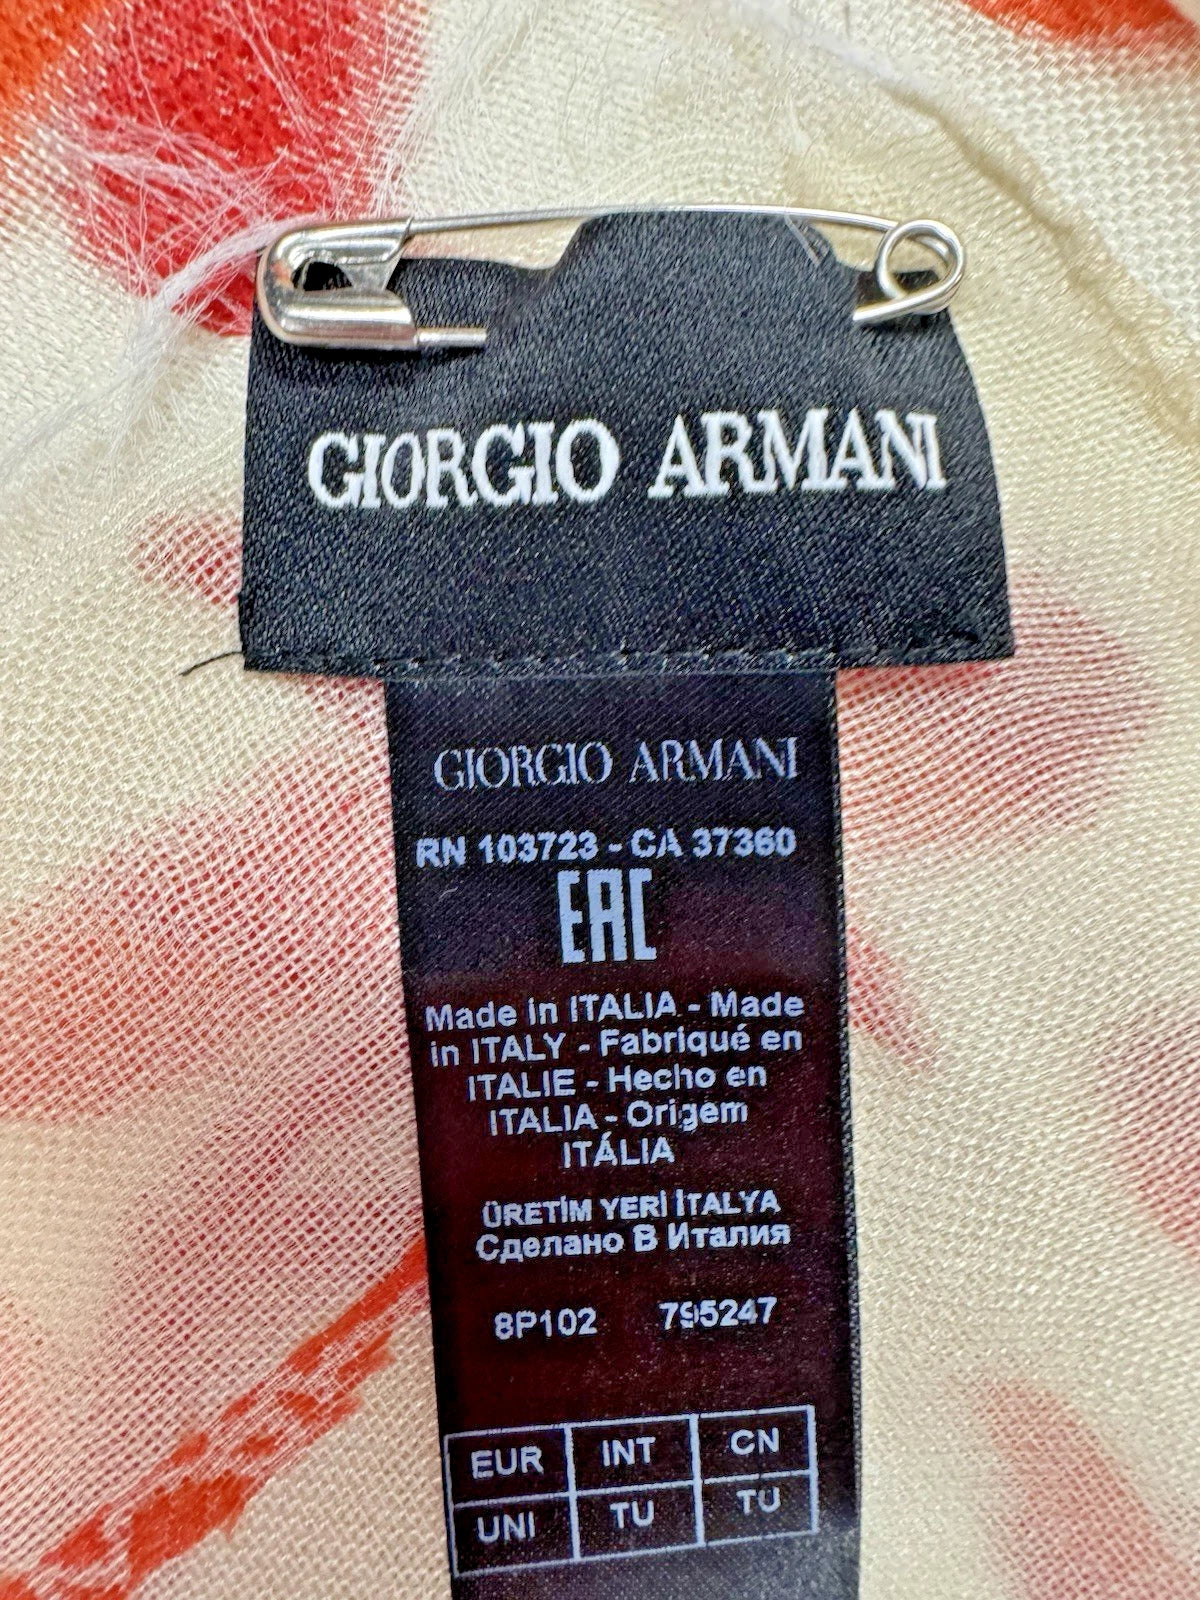 GIORGIO ARMANI
GIORGIO ARMANI
RN 103723 - CA 37360
EAC
Made in ITALIA - Made
in ITALY - Fabriqué en
ITALIE - Hecho en
ITALIA - Origem
ITÁLIA
ÜRETİM YERİ İTALYA
Сделано В Италия
8P102 795247
EUR INT CN
UNI TU TU